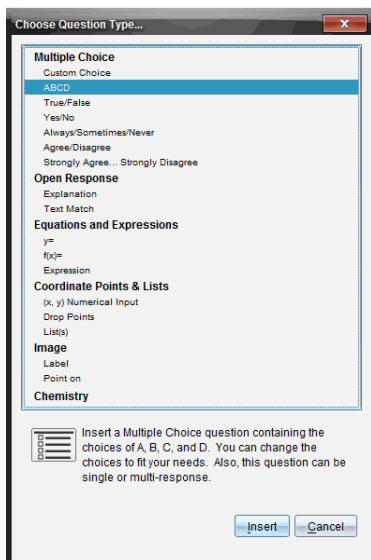 Choose Question Type...
Multiple Choice
Custom Choice
ABCD
True/False
Yes/No
Always/Sometimes/Never
Agree/Disagree
Strongly Agree... Strongly Disagree
Open Response
Explanation
Text Match
Equations and Expressions
y=
f(x)=
Expression
Coordinate Points & Lists
(x, y) Numerical Input
Drop Points
List(s)
Image
Label
Point on
Chemistry
Insert a Multiple Choice question containing the
choices of A, B, C, and D. You can change the
choices to fit your needs. Also, this question can be
single or multi-response.
Insert Cancel